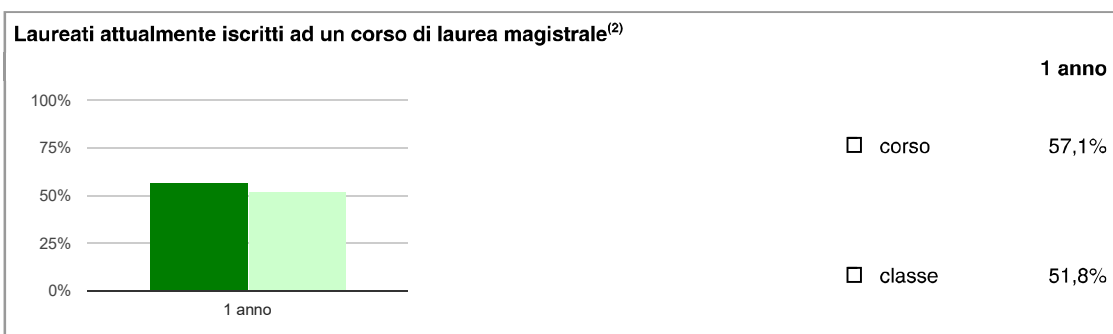 Laureati attualmente iscritti ad un corso di laurea magistrale(2)
1 anno
100%
75%
50%
25%
0%
1 anno
corso 57,1%
classe 51,8%